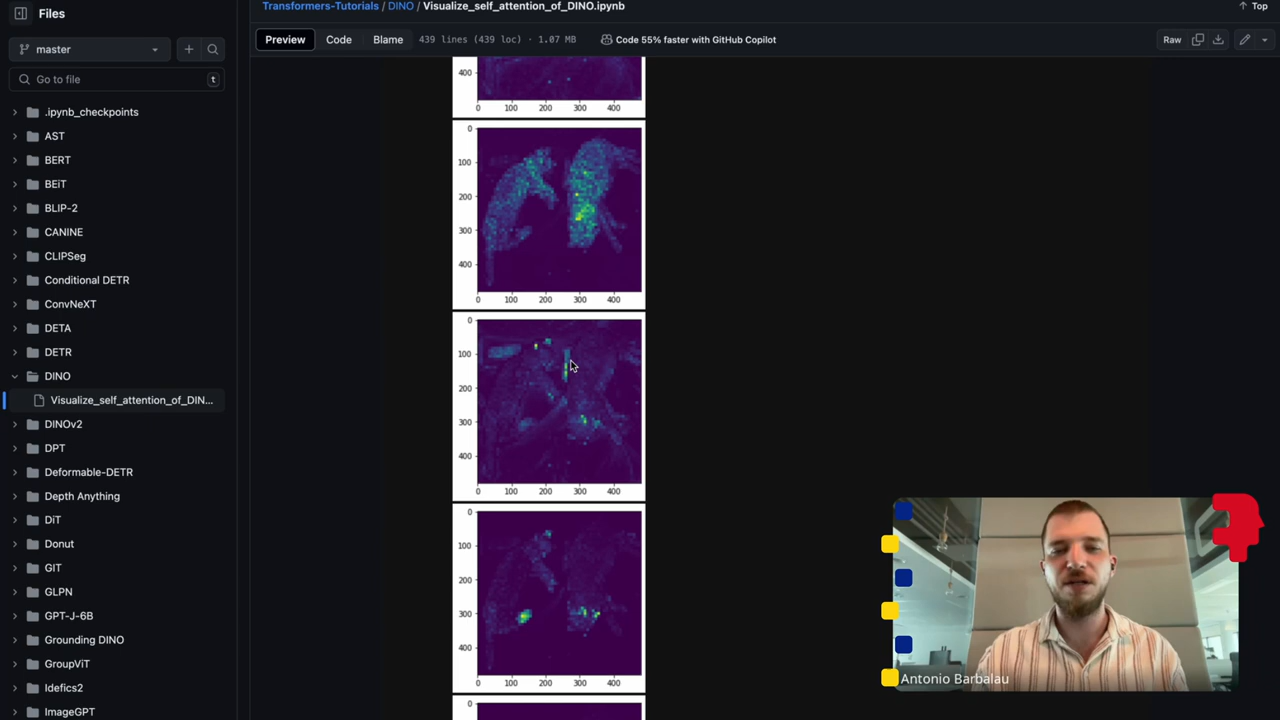 Files
Transformers-Tutorials / DINO / Visualize_self_attention_of_DINO.ipynb
Top
master
Preview Code Blame 439 lines (439 loc) · 1.07 MB Code 55% faster with GitHub Copilot Raw
Go to file t
.ipynb_checkpoints
AST
BERT
BEiT
BLIP-2
CANINE
CLIPSeg
Conditional DETR
ConvNeXT
DETA
DETR
DINO
Visualize_self_attention_of_DIN...
DINOv2
DPT
Deformable-DETR
Depth Anything
DiT
Donut
GIT
GLPN
GPT-J-6B
Grounding DINO
GroupViT
Idefics2
ImageGPT
400
0 100 200 300 400
0
100
200
300
400
0 100 200 300 400
0
100
200
300
400
0 100 200 300 400
0
100
200
300
400
0 100 200 300 400
0
Antonio Barbalau